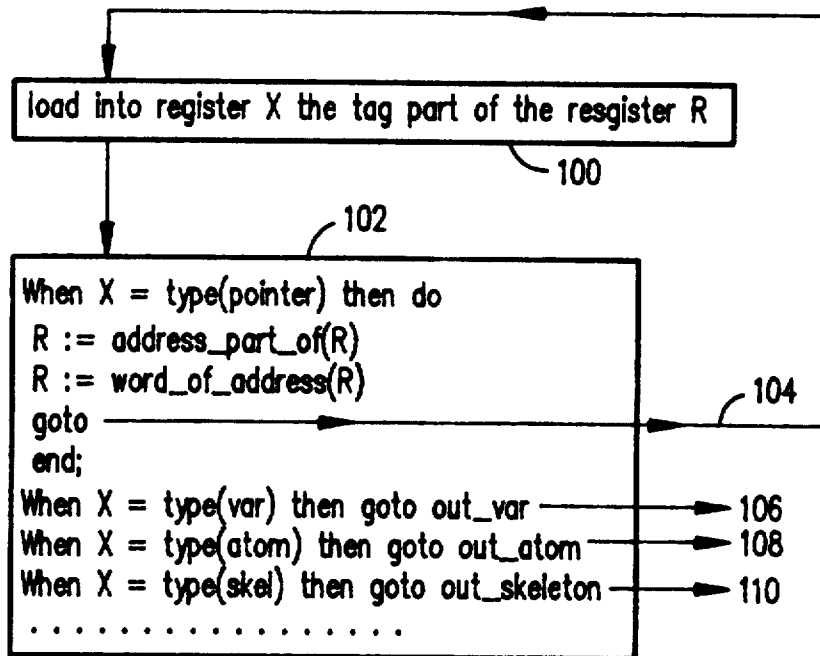 load into register X the tag part of the resgister R
100
102
When X = type(pointer) then do
R := address_part_of(R)
R := word_of_address(R)
goto
104
end;
When X = type(var) then goto out_var
106
When X = type(atom) then goto out_atom
108
When X = type(skel) then goto out_skeleton
110
. . . . . . . . . . . . . . . . . .